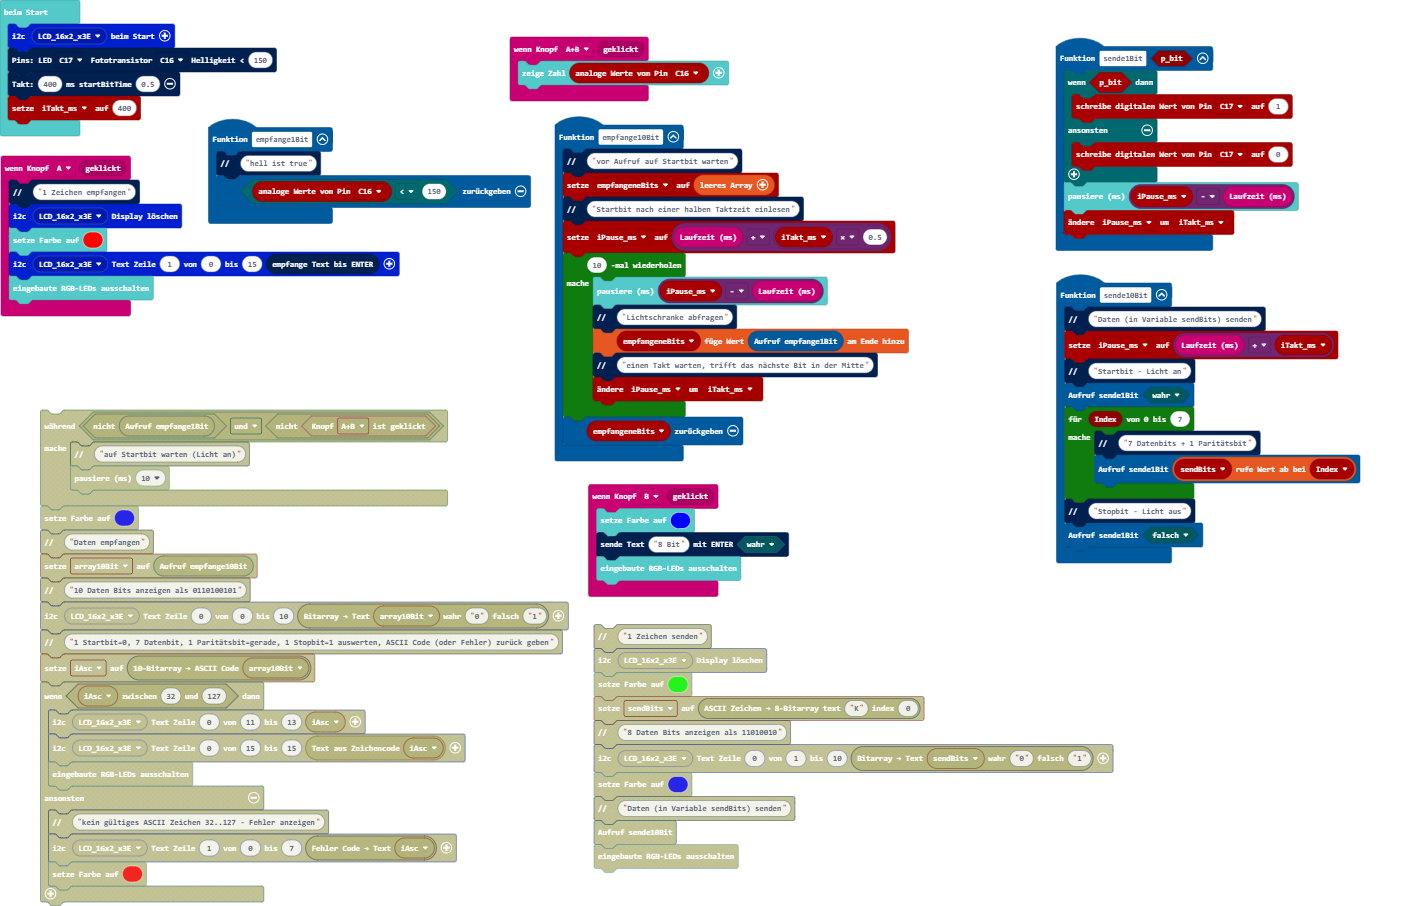 beim Start
i2c LCD_16x2_x3E beim Start
Pins: LED C17 Fototransistor C16 Helligkeit < 150
Takt: 400 ms startBitTime 0.5
setze iTakt_ms auf 400
wenn Knopf A geklickt
// "1 Zeichen empfangen"
i2c LCD_16x2_x3E Display löschen
setze Farbe auf
i2c LCD_16x2_x3E Text Zeile 1 von 0 bis 15 empfange Text bis ENTER
eingebaute RGB-LEDs ausschalten
Funktion empfange1Bit
// "hell ist true"
analoge Werte von Pin C16 < 150 zurückgeben
wenn Knopf A+B geklickt
zeige Zahl analoge Werte von Pin C16
Funktion empfange10Bit
// "vor Aufruf auf Startbit warten"
setze empfangeneBits auf leeres Array
// "Startbit nach einer halben Taktzeit einlesen"
setze iPause_ms auf Laufzeit (ms) + iTakt_ms × 0.5
10 -mal wiederholen
mache
pausiere (ms) iPause_ms - Laufzeit (ms)
// "Lichtschranke abfragen"
empfangeneBits füge Wert Aufruf empfange1Bit am Ende hinzu
// "einen Takt warten, trifft das nächste Bit in der Mitte"
ändere iPause_ms um iTakt_ms
empfangeneBits zurückgeben
Funktion sende1Bit p_bit
wenn p_bit dann
schreibe digitalen Wert von Pin C17 auf 1
ansonsten
schreibe digitalen Wert von Pin C17 auf 0
pausiere (ms) iPause_ms - Laufzeit (ms)
ändere iPause_ms um iTakt_ms
Funktion sende10Bit
// "Daten (in Variable sendBits) senden"
setze iPause_ms auf Laufzeit (ms) + iTakt_ms
// "Startbit - Licht an"
Aufruf sende1Bit wahr
für Index von 0 bis 7
mache
// "7 Datenbits + 1 Paritätsbit"
Aufruf sende1Bit sendBits rufe Wert ab bei Index
// "Stopbit - Licht aus"
Aufruf sende1Bit falsch
während nicht Aufruf empfange1Bit und nicht Knopf A+B ist geklickt
mache
// "auf Startbit warten (Licht an)"
pausiere (ms) 10
setze Farbe auf
// "Daten empfangen"
setze array10Bit auf Aufruf empfange10Bit
// "10 Daten Bits anzeigen als 0110100101"
i2c LCD_16x2_x3E Text Zeile 0 von 0 bis 10 Bitarray → Text array10Bit wahr "0" falsch "1"
// "1 Startbit=0, 7 Datenbit, 1 Paritätsbit=gerade, 1 Stopbit=1 auswerten, ASCII Code (oder Fehler) zurück geben"
setze iAsc auf 10-Bitarray → ASCII Code array10Bit
wenn iAsc zwischen 32 und 127 dann
i2c LCD_16x2_x3E Text Zeile 0 von 11 bis 13 iAsc
i2c LCD_16x2_x3E Text Zeile 0 von 15 bis 15 Text aus Zeichencode iAsc
eingebaute RGB-LEDs ausschalten
ansonsten
// "kein gültiges ASCII Zeichen 32..127 - Fehler anzeigen"
i2c LCD_16x2_x3E Text Zeile 1 von 0 bis 7 Fehler Code → Text iAsc
setze Farbe auf
wenn Knopf B geklickt
setze Farbe auf
sende Text "8 Bit" mit ENTER wahr
eingebaute RGB-LEDs ausschalten
// "1 Zeichen senden"
i2c LCD_16x2_x3E Display löschen
setze Farbe auf
setze sendBits auf ASCII Zeichen → 8-Bitarray text "K" index 0
// "8 Daten Bits anzeigen als 11010010"
i2c LCD_16x2_x3E Text Zeile 0 von 1 bis 10 Bitarray → Text sendBits wahr "0" falsch "1"
setze Farbe auf
// "Daten (in Variable sendBits) senden"
Aufruf sende10Bit
eingebaute RGB-LEDs ausschalten